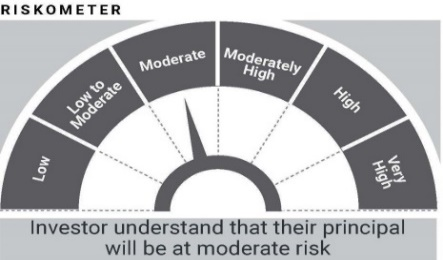 RISKOMETER
Low
Low to
Moderate
Moderate
Moderately
High
High
Very
High
Investor understand that their principal
will be at moderate risk